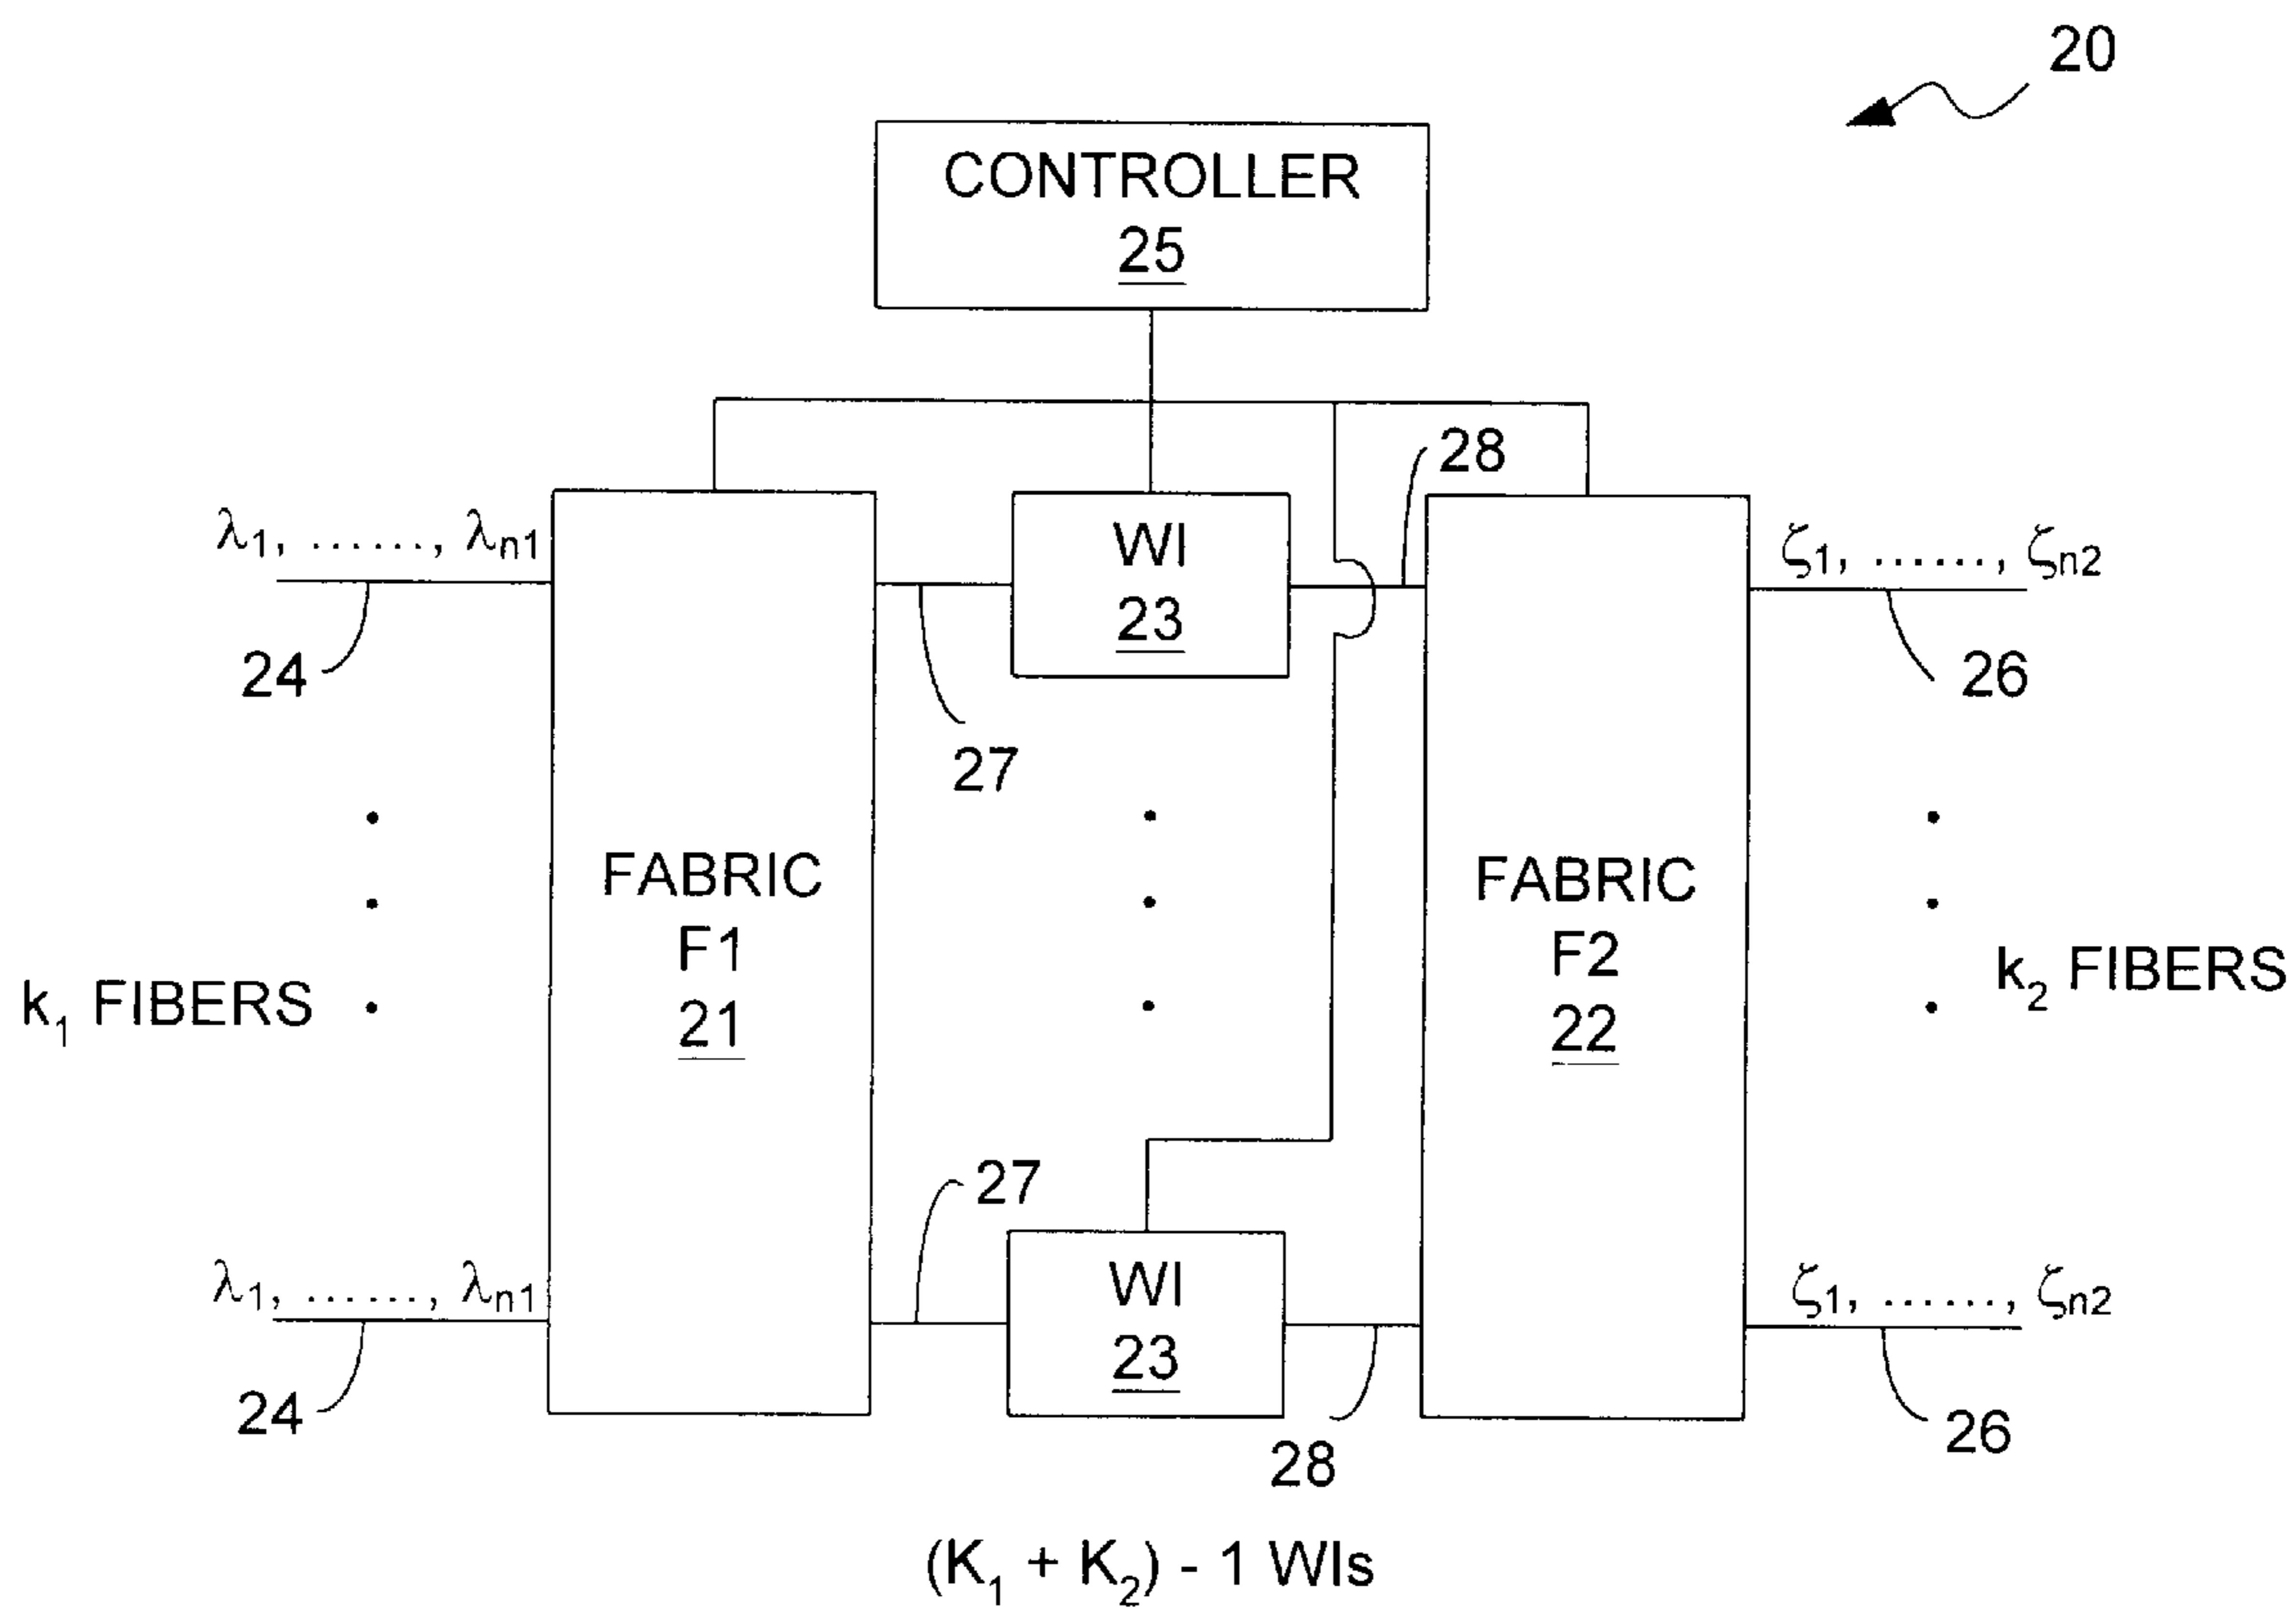 20
CONTROLLER
25
28
λ1, ......, λn1
WI
23
ζ1, ......, ζn2
24
26
27
FABRIC
F1
21
FABRIC
F2
22
k1 FIBERS
k2 FIBERS
27
λ1, ......, λn1
WI
23
ζ1, ......, ζn2
24
28
26
(K1 + K2) - 1 WIs